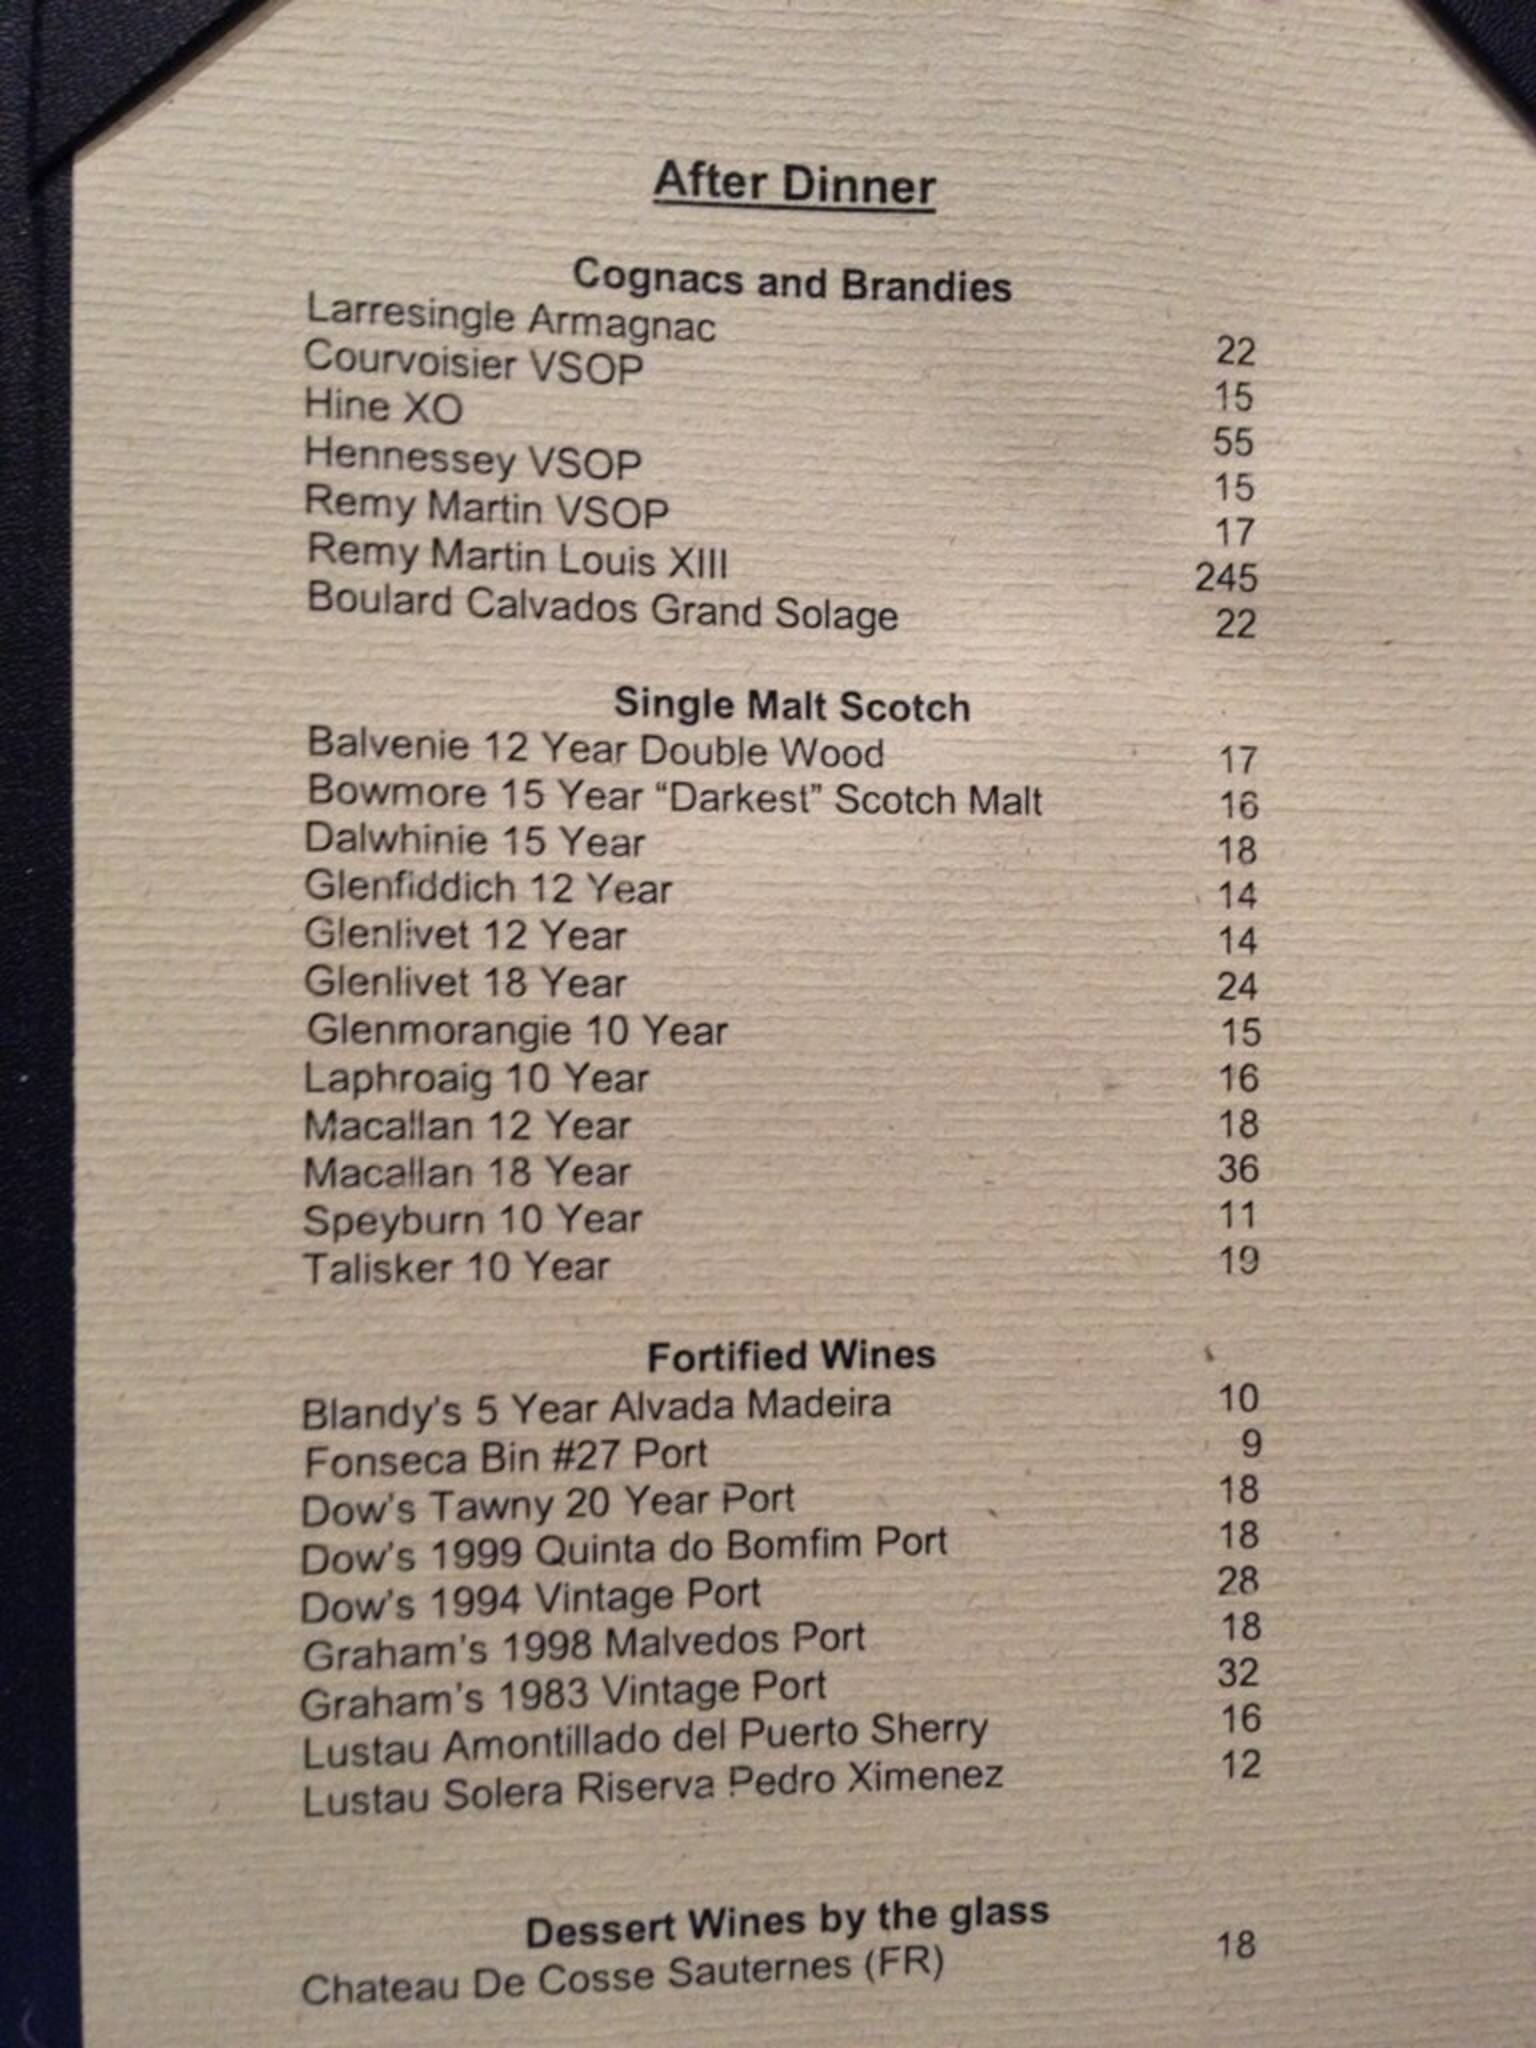 After Dinner
Cognacs and Brandies
Larresingle Armagnac 22
Courvoisier VSOP 15
Hine XO 55
Hennessey VSOP 15
Remy Martin VSOP 17
Remy Martin Louis XIII 245
Boulard Calvados Grand Solage 22
Single Malt Scotch
Balvenie 12 Year Double Wood 17
Bowmore 15 Year “Darkest” Scotch Malt 16
Dalwhinie 15 Year 18
Glenfiddich 12 Year 14
Glenlivet 12 Year 14
Glenlivet 18 Year 24
Glenmorangie 10 Year 15
Laphroaig 10 Year 16
Macallan 12 Year 18
Macallan 18 Year 36
Speyburn 10 Year 11
Talisker 10 Year 19
Fortified Wines
Blandy’s 5 Year Alvada Madeira 10
Fonseca Bin #27 Port 9
Dow’s Tawny 20 Year Port 18
Dow’s 1999 Quinta do Bomfim Port 18
Dow’s 1994 Vintage Port 28
Graham’s 1998 Malvedos Port 18
Graham’s 1983 Vintage Port 32
Lustau Amontillado del Puerto Sherry 16
Lustau Solera Riserva Pedro Ximenez 12
Dessert Wines by the glass
Chateau De Cosse Sauternes (FR) 18